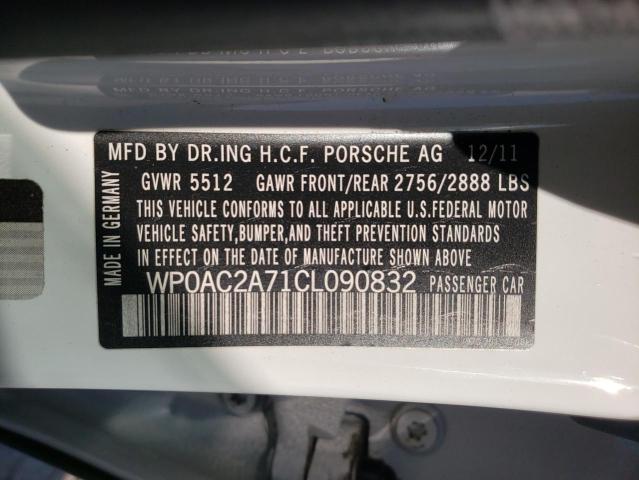 MFD BY DR.ING H.C.F. PORSCHE AG 12/11
GVWR 5512 GAWR FRONT/REAR 2756/2888 LBS
THIS VEHICLE CONFORMS TO ALL APPLICABLE U.S.FEDERAL MOTOR
VEHICLE SAFETY,BUMPER,AND THEFT PREVENTION STANDARDS
IN EFFECT ON THE DATE OF MANUFACTURE SHOWN ABOVE
WP0AC2A71CL090832 PASSENGER CAR
MADE IN GERMANY